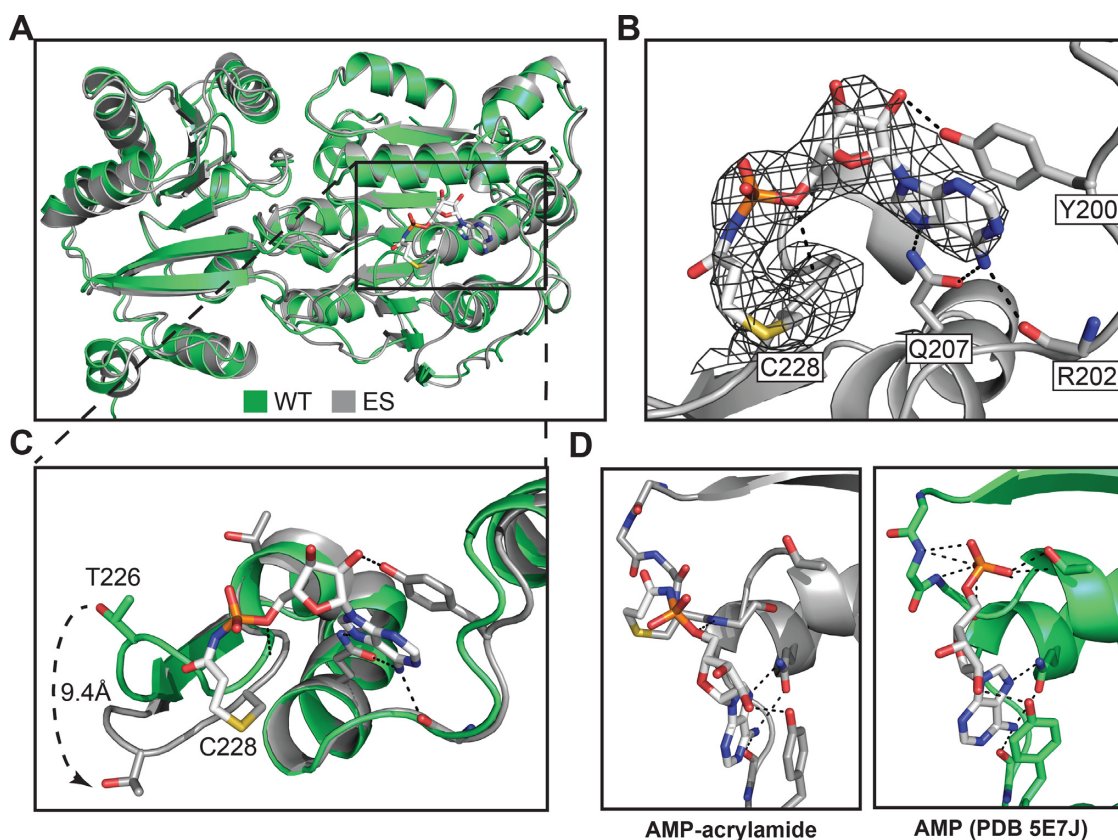 A
WT ES
B
Y200
Q207
C228
R202
C
T226
9.4Å
C228
D
AMP-acrylamide
AMP (PDB 5E7J)